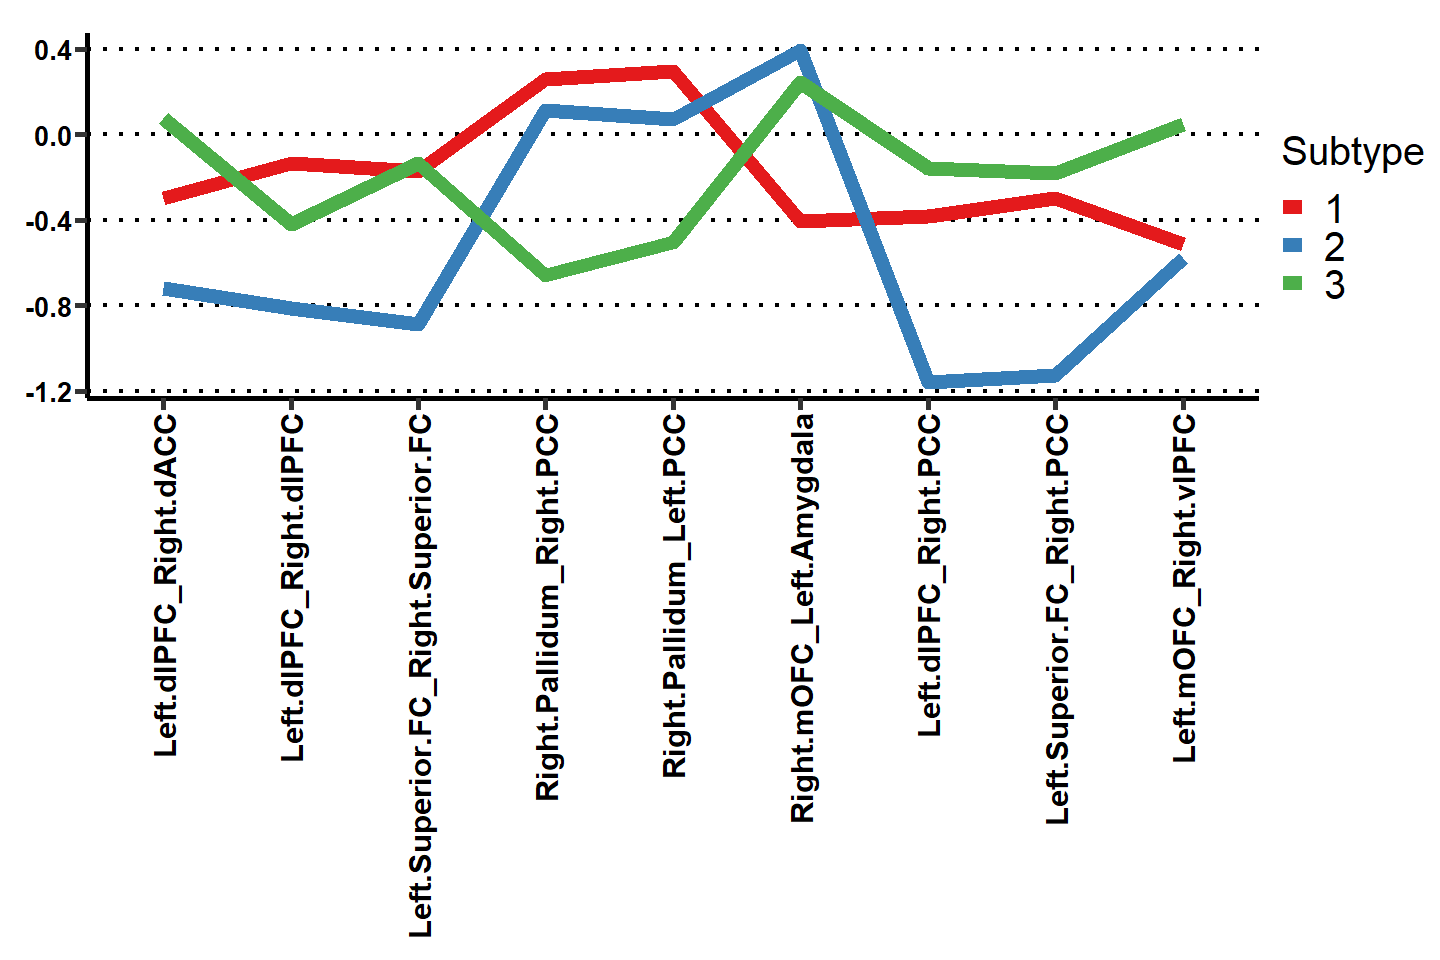 0.4
0.0
-0.4
-0.8
-1.2
Left.dlPFC_Right.dACC
Left.dlPFC_Right.dlPFC
Left.Superior.FC_Right.Superior.FC
Right.Pallidum_Right.PCC
Right.Pallidum_Left.PCC
Right.mOFC_Left.Amygdala
Left.dlPFC_Right.PCC
Left.Superior.FC_Right.PCC
Left.mOFC_Right.vlPFC
Subtype
1
2
3